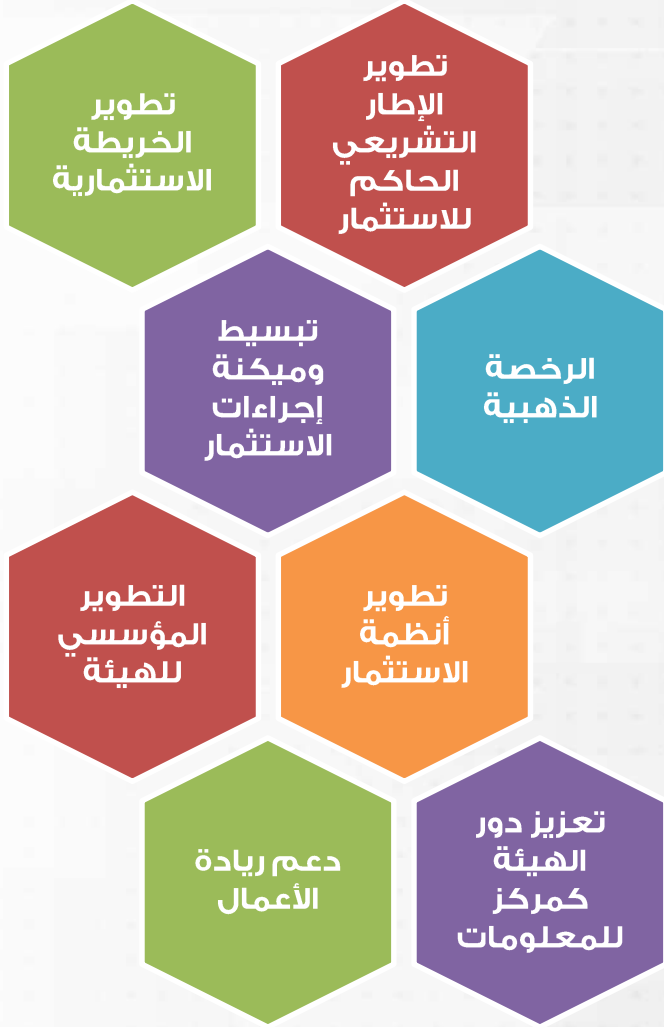 تطوير
الإطار
التشريعي
الحاكم
للاستثمار
تطوير
الخريطة
الاستثمارية
الرخصة
الذهبية
تبسيط
وميكنة
إجراءات
الاستثمار
تطوير
أنظمة
الاستثمار
التطوير
المؤسسي
للهيئة
تعزيز دور
الهيئة
كمركز
للمعلومات
دعم ريادة
الأعمال